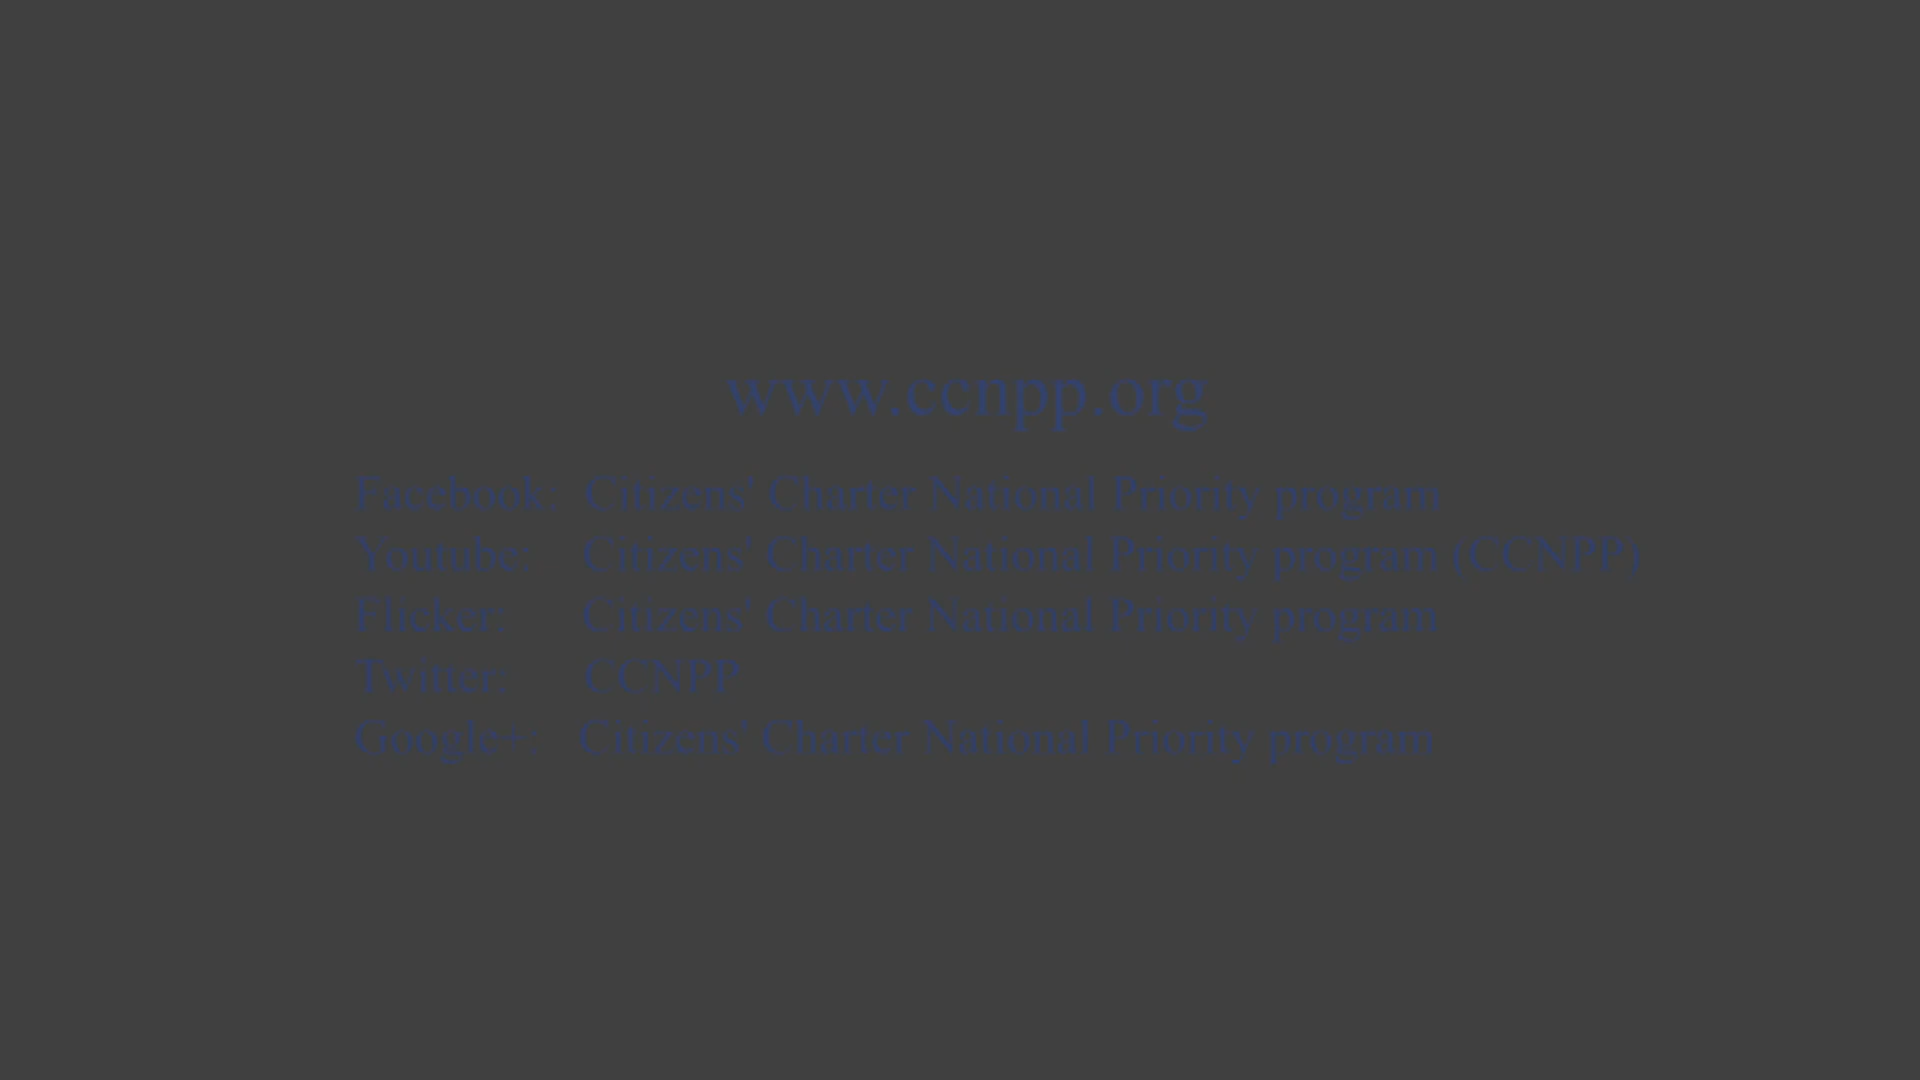 www.ccnpp.org
Facebook: Citizens' Charter National Priority program
Youtube: Citizens' Charter National Priority program (CCNPP)
Flicker: Citizens' Charter National Priority program
Twitter: CCNPP
Google+: Citizens' Charter National Priority program